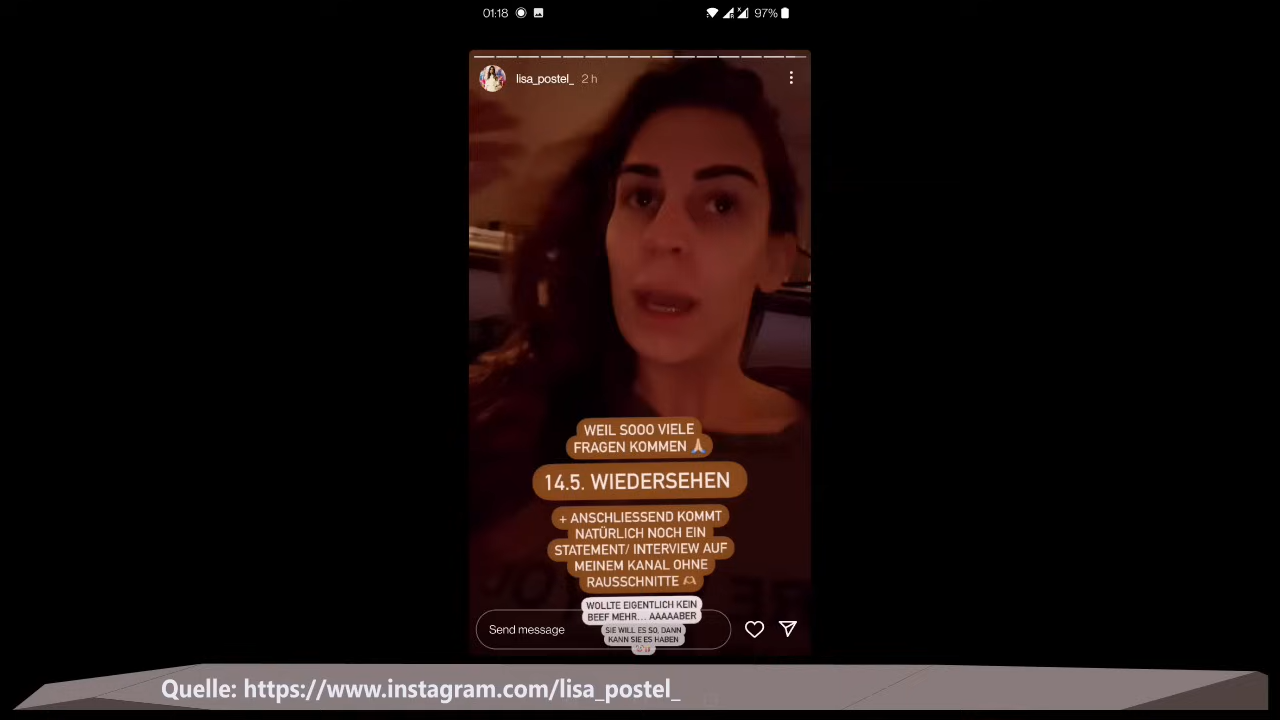 01:18
97%
lisa_postel_ 2 h
WEIL SOOO VIELE
FRAGEN KOMMEN 🙏
14.5. WIEDERSEHEN
+ ANSCHLIESSEND KOMMT
NATÜRLICH NOCH EIN
STATEMENT/ INTERVIEW AUF
MEINEM KANAL OHNE
RAUSSCHNITTE 🫶
WOLLTE EIGENTLICH KEIN
BEEF MEHR... AAAAABER
SIE WILL ES SO, DANN
KANN SIE ES HABEN
Send message
Quelle: https://www.instagram.com/lisa_postel_